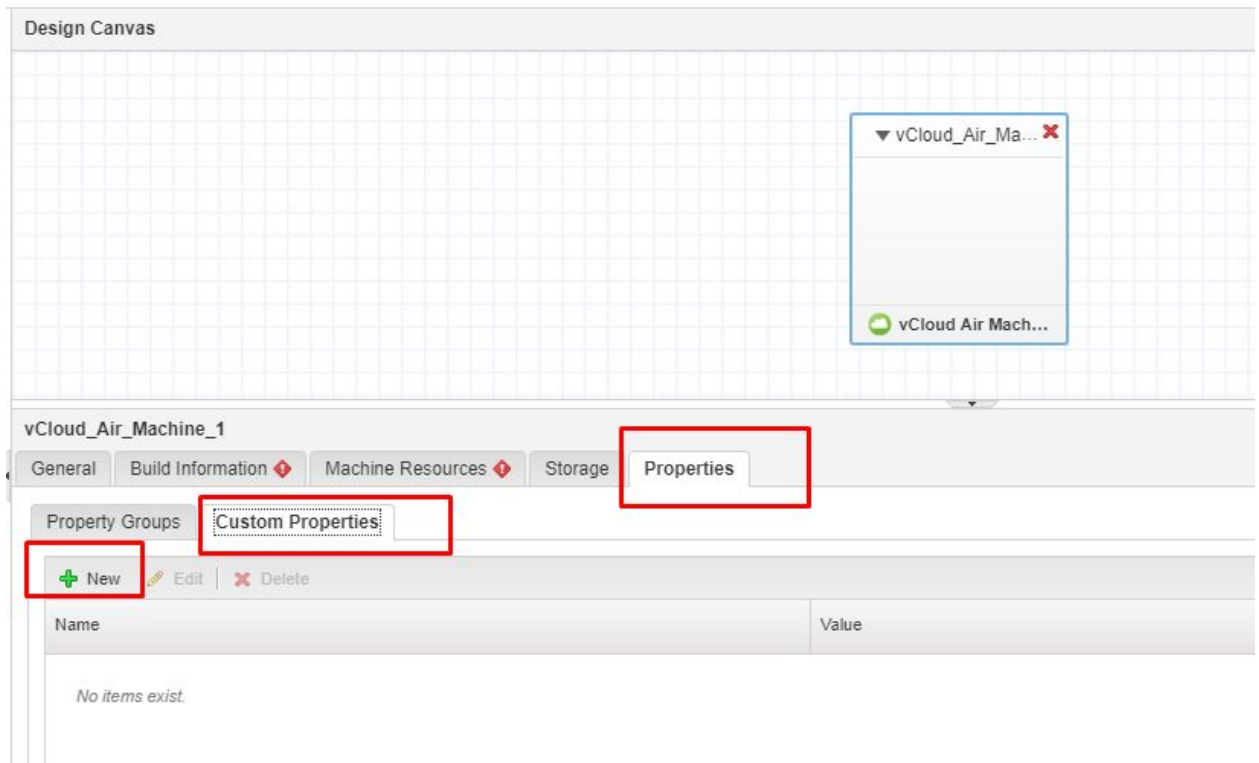 Design Canvas
vCloud_Air_Ma...
vCloud Air Mach...
vCloud_Air_Machine_1
General Build Information Machine Resources Storage Properties
Property Groups Custom Properties
New Edit Delete
Name Value
No items exist.